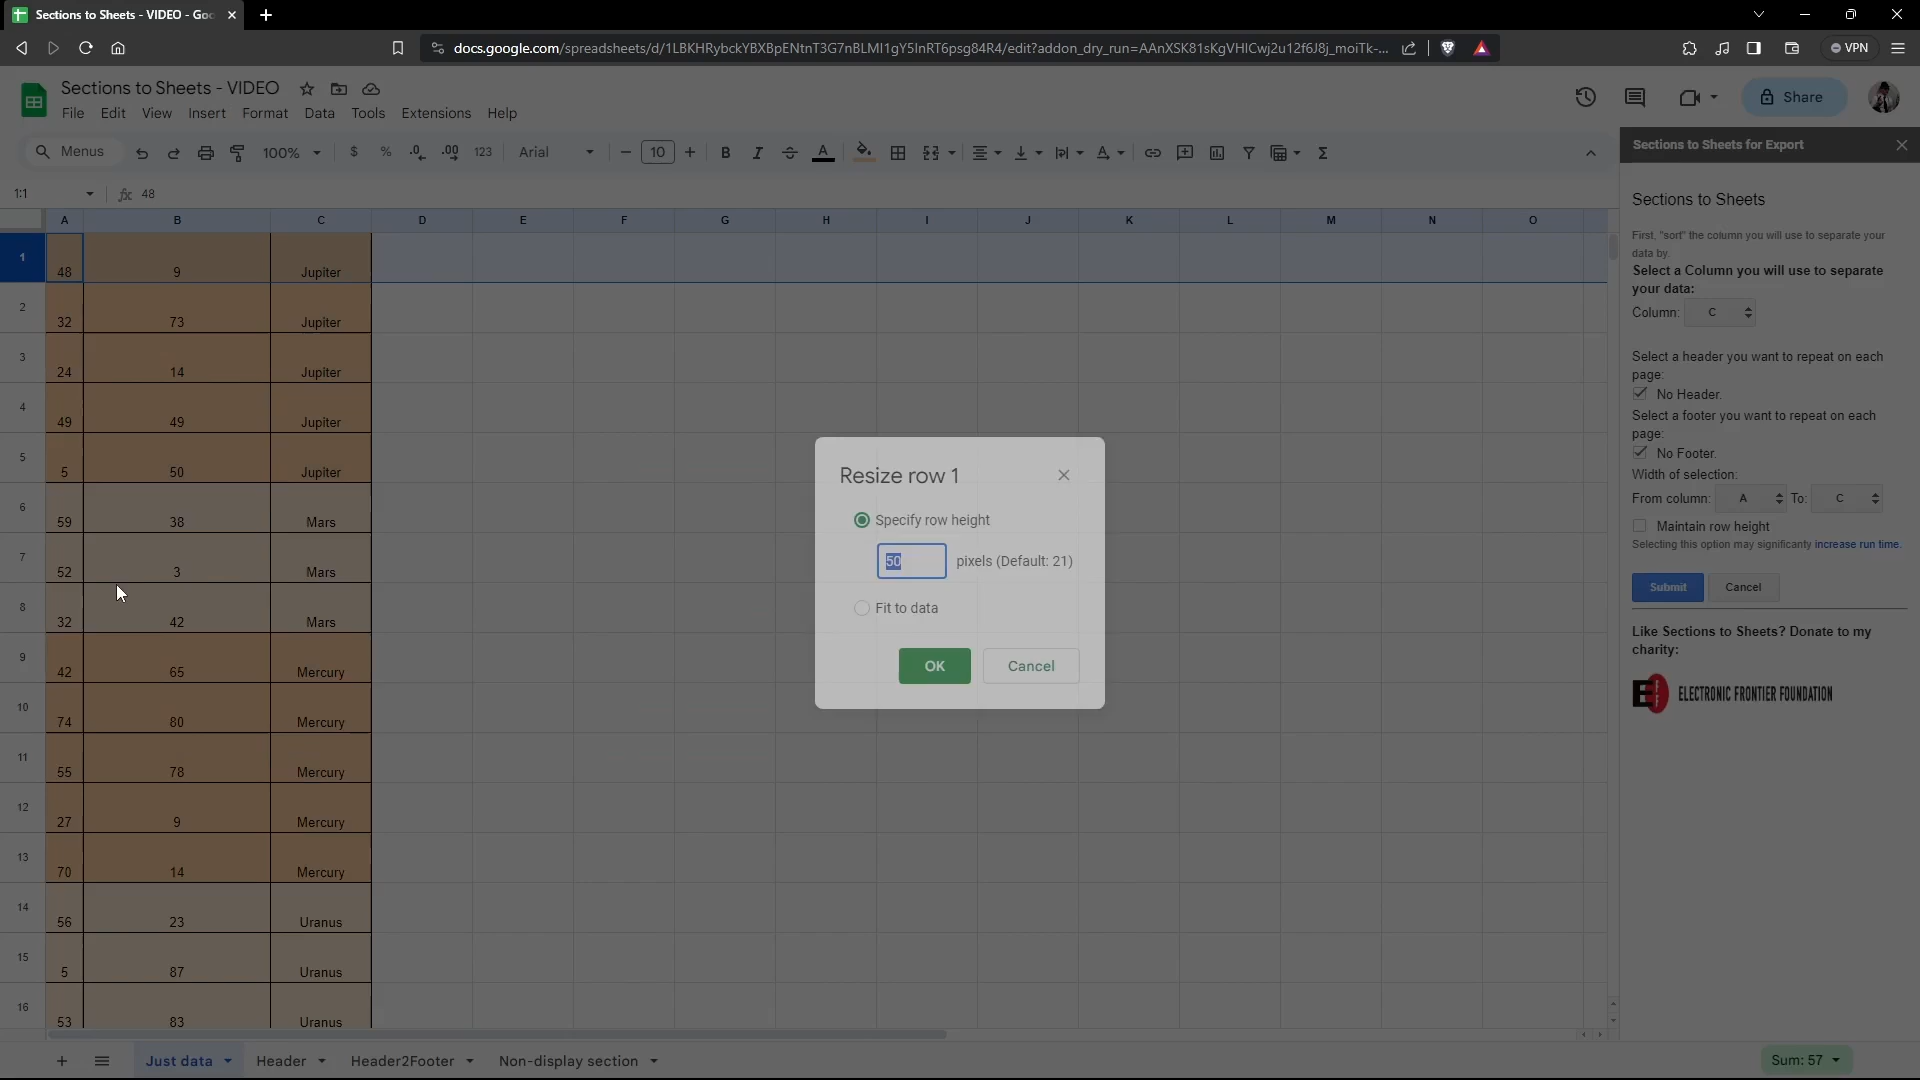 Sections to Sheets - VIDEO - Goo
docs.google.com/spreadsheets/d/1LBKHRybckYBXBpENtnT3G7nBLMI1gY5lnRT6psg84R4/edit?addon_dry_run=AAnXSK81sKgVHlCwj2u12f6J8j_moiTk-...
VPN
Sections to Sheets - VIDEO
Share
File Edit View Insert Format Data Tools Extensions Help
Menus 100% $ % .0 .00 123 Arial 10 B I A
Sections to Sheets for Export
1:1 fx 48
A B C D E F G H I J K L M N O
1 48 9 Jupiter
2 32 73 Jupiter
3 24 14 Jupiter
4 49 49 Jupiter
5 5 50 Jupiter
6 59 38 Mars
7 52 3 Mars
8 32 42 Mars
9 42 65 Mercury
10 74 80 Mercury
11 55 78 Mercury
12 27 9 Mercury
13 70 14 Mercury
14 56 23 Uranus
15 5 87 Uranus
16 53 83 Uranus
Resize row 1
Specify row height
50 pixels (Default: 21)
Fit to data
OK Cancel
Sections to Sheets
First, "sort" the column you will use to separate your
data by.
Select a Column you will use to separate
your data:
Column: C
Select a header you want to repeat on each
page:
No Header.
Select a footer you want to repeat on each
page:
No Footer.
Width of selection:
From column: A To: C
Maintain row height
Selecting this option may significantly increase run time.
Submit Cancel
Like Sections to Sheets? Donate to my
charity:
EFF ELECTRONIC FRONTIER FOUNDATION
Just data Header Header2Footer Non-display section
Sum: 57